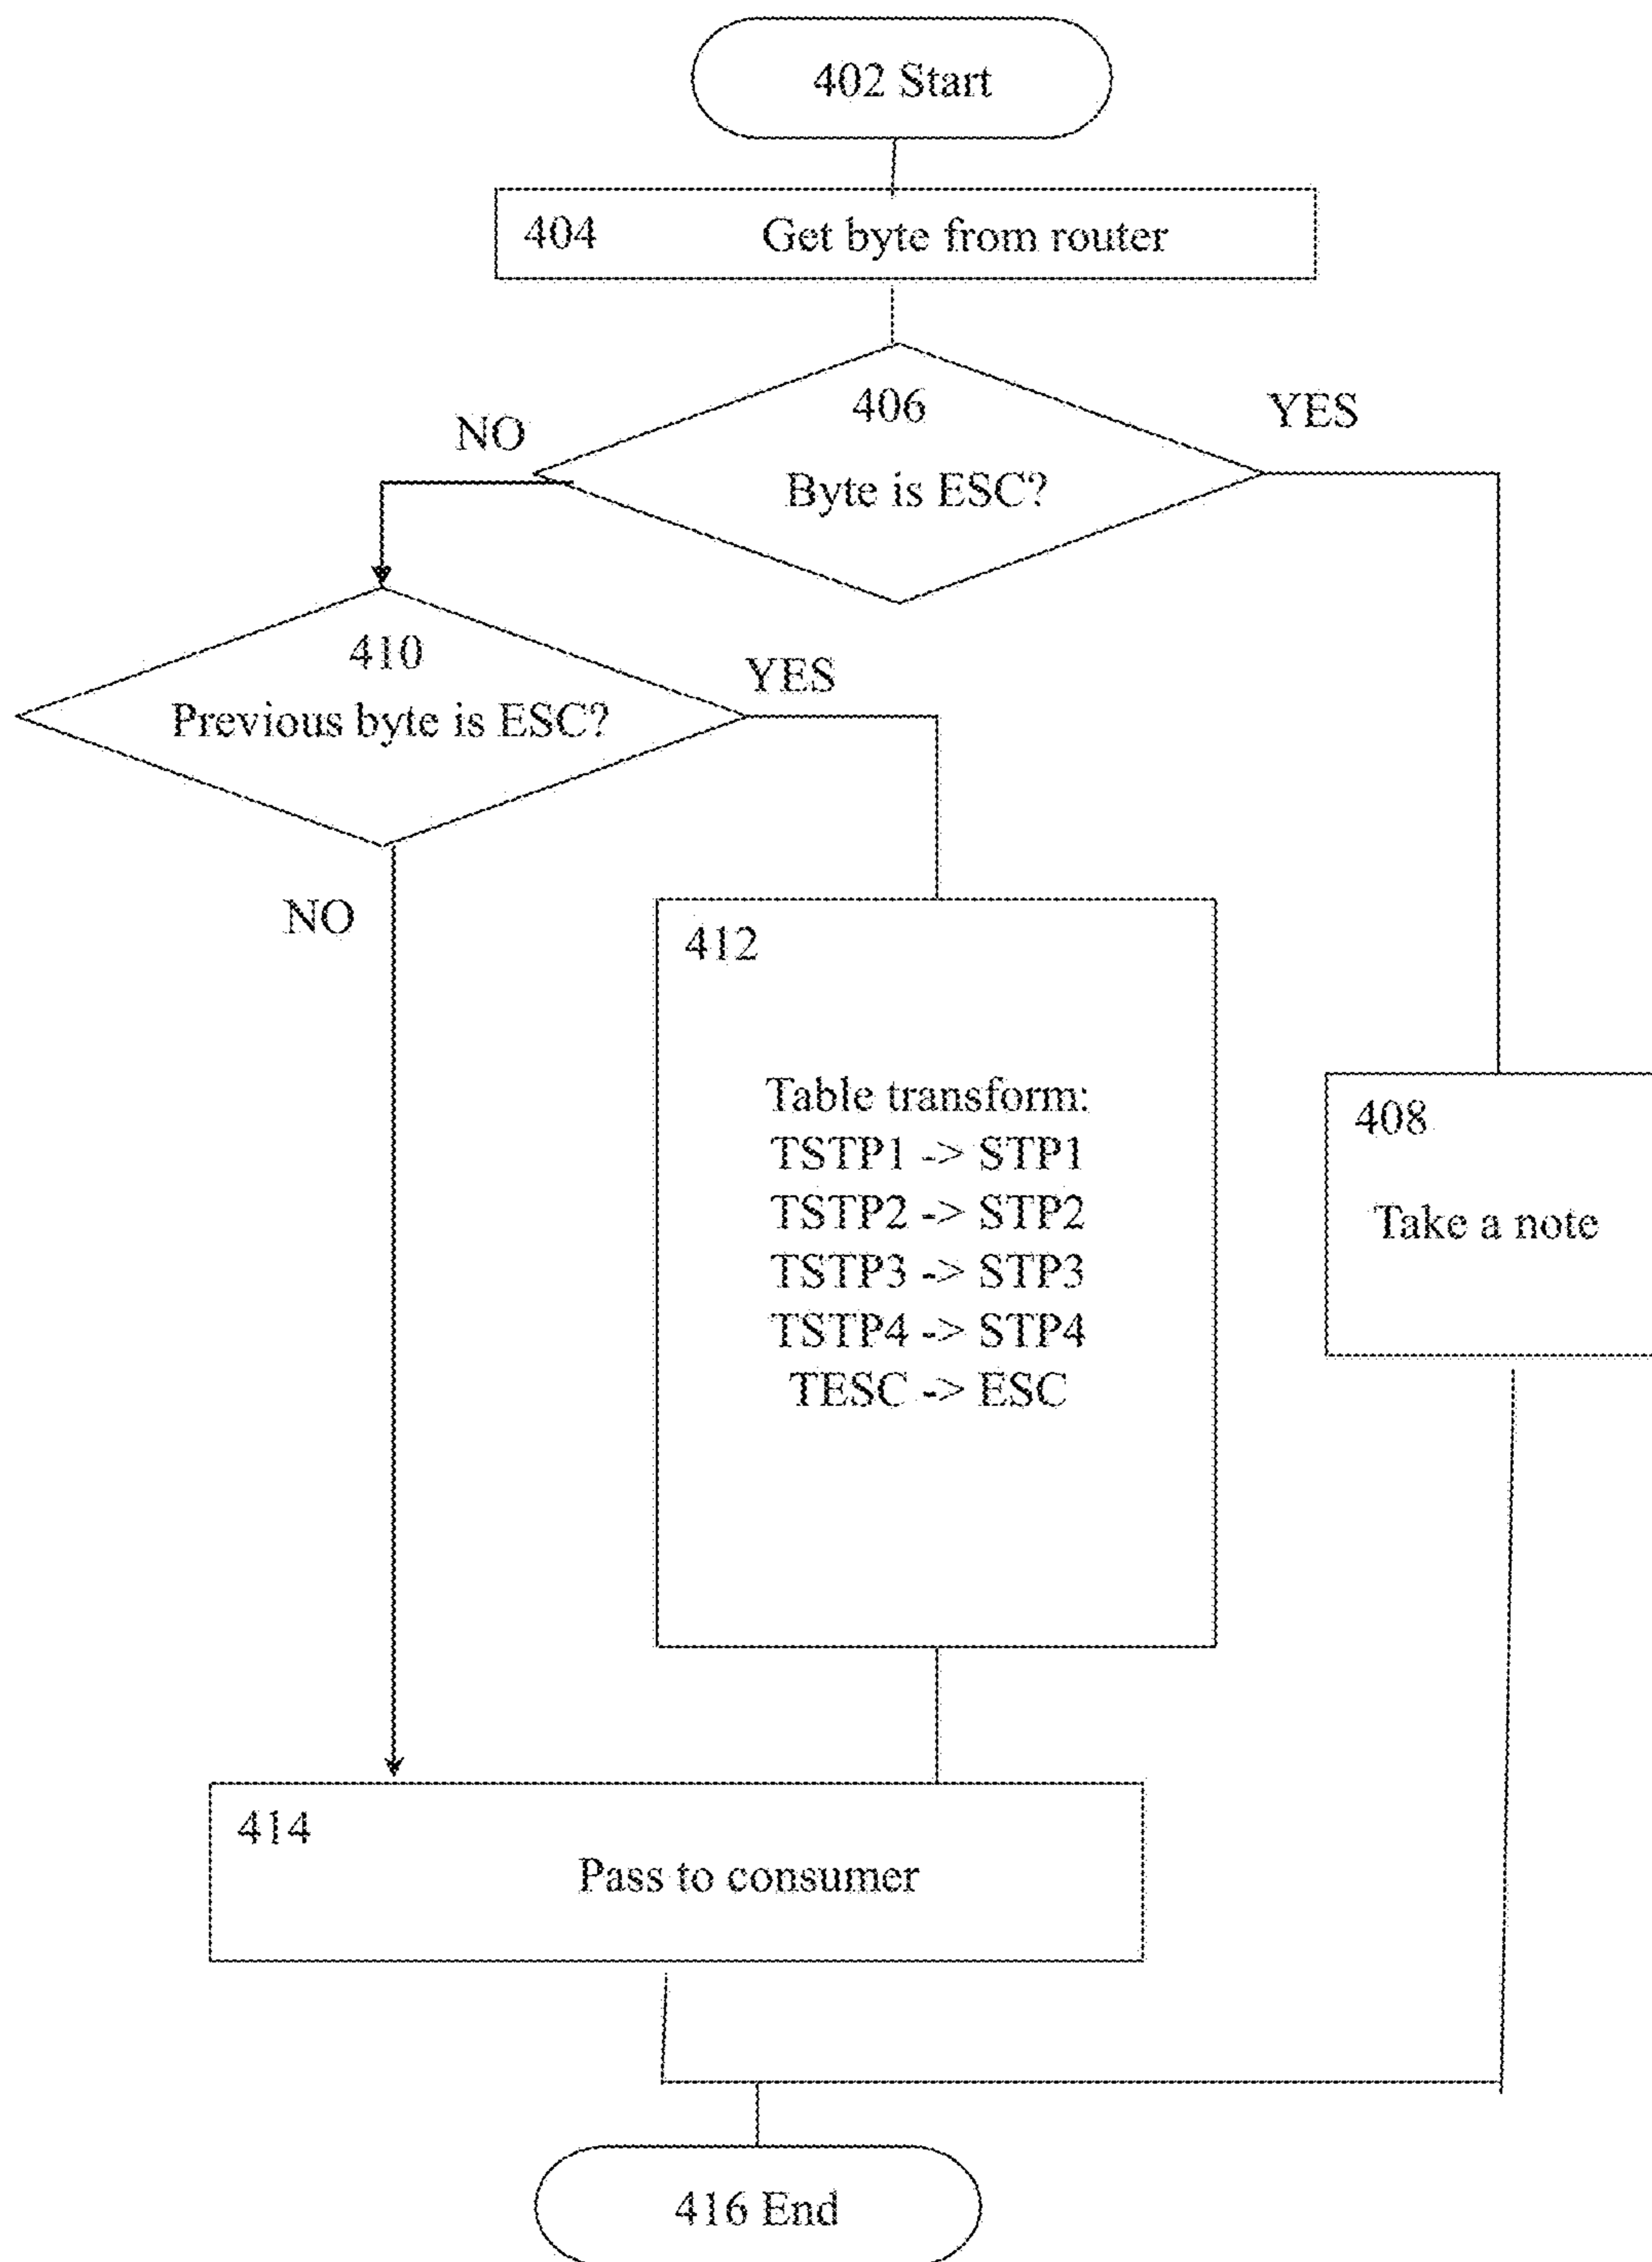 402 Start
404 Get byte from router
406
Byte is ESC?
NO
YES
410
Previous byte is ESC?
YES
NO
412
Table transform:
TSTP1 -> STP1
TSTP2 -> STP2
TSTP3 -> STP3
TSTP4 -> STP4
TESC -> ESC
408
Take a note
414
Pass to consumer
416 End